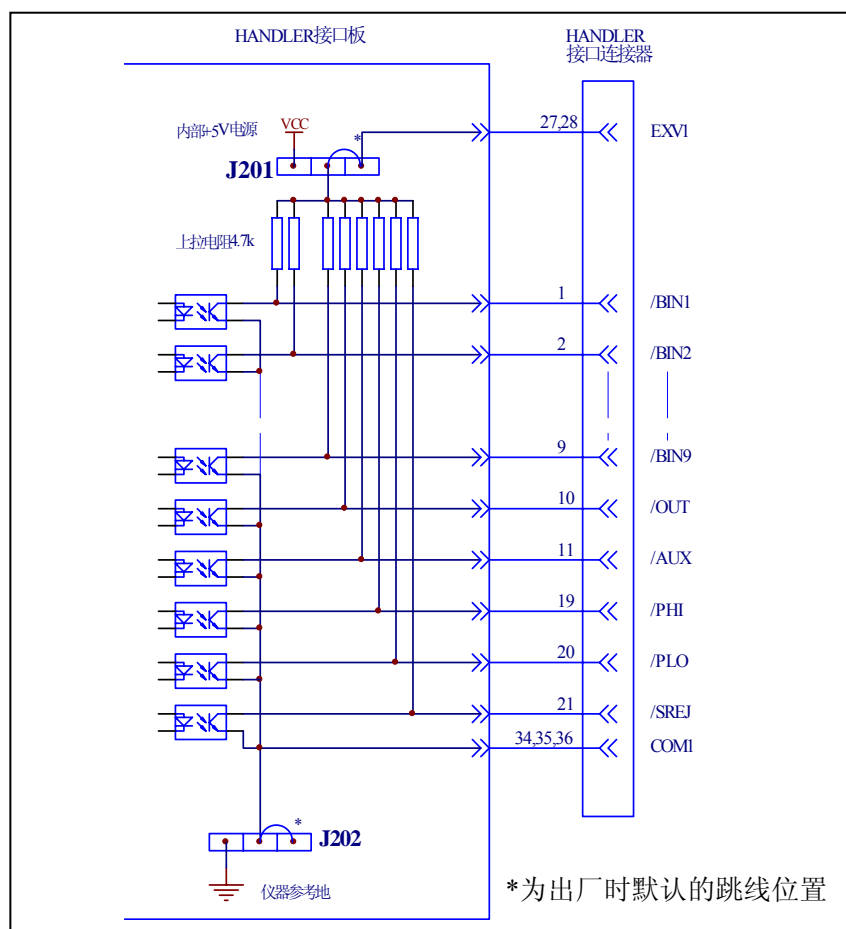 HANDLER接口板
HANDLER
接口连接器
内部+5V电源
VCC
*
27,28
EXV1
J201
上拉电阻4.7k
1
/BIN1
2
/BIN2
9
/BIN9
10
/OUT
11
/AUX
19
/PHI
20
/PLO
21
/SREJ
34,35,36
COM1
*
J202
仪器参考地
*为出厂时默认的跳线位置